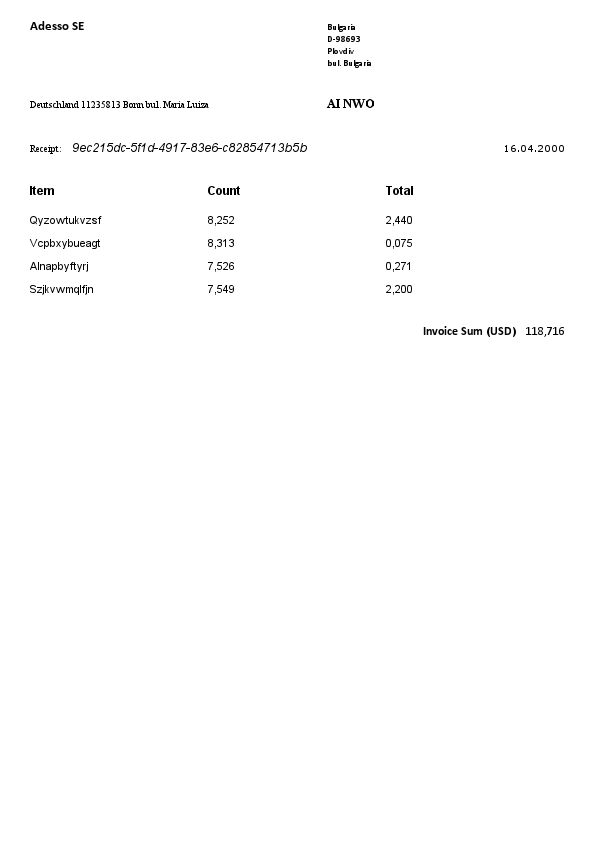 Adesso SE
Bulgaria
D-98693
Plovdiv
bul. Bulgaria
Deutschland 11235813 Bonn bul. Maria Luiza
AI NWO
Receipt: 9ec215dc-5f1d-4917-83e6-c82854713b5b 16.04.2000
Item Count Total
Qyzowtukvzsf 8,252 2,440
Vcpbxybueagt 8,313 0,075
Alnapbyftyrj 7,526 0,271
Szjkvwmqlfjn 7,549 2,200
Invoice Sum (USD) 118,716